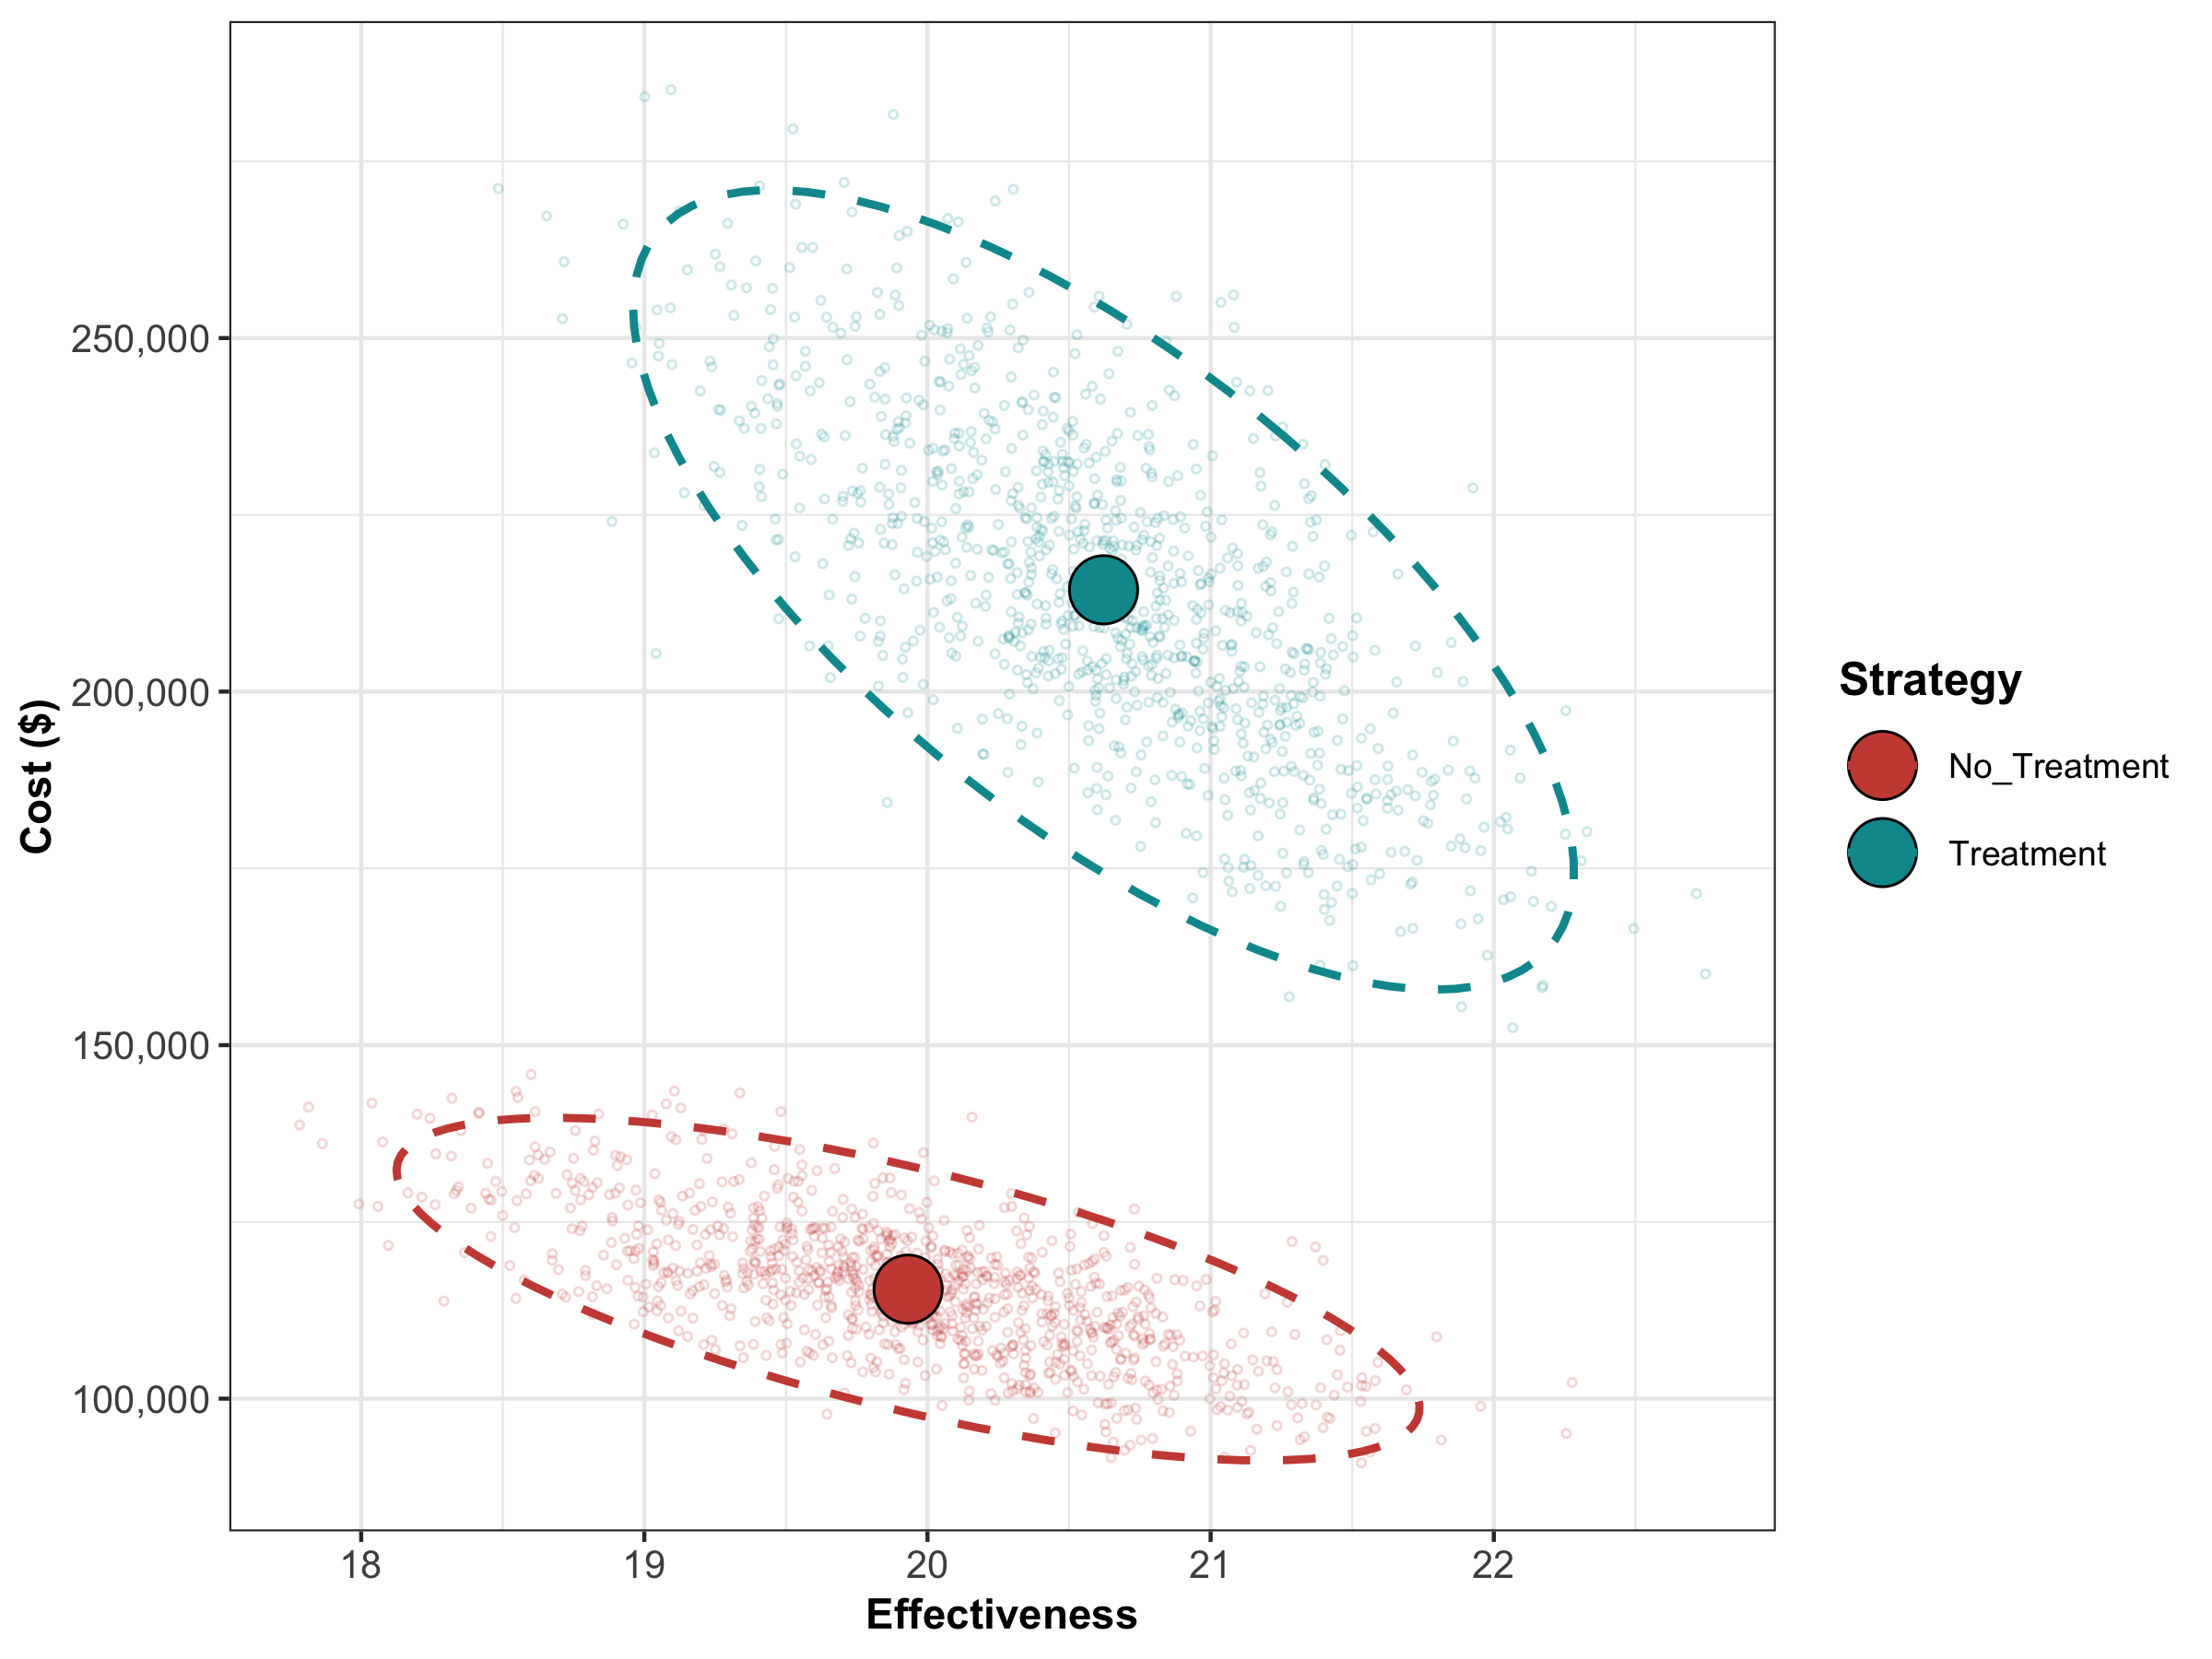 Cost ($)
250,000
200,000
150,000
100,000
18 19 20 21 22
Effectiveness
Strategy
No_Treatment
Treatment